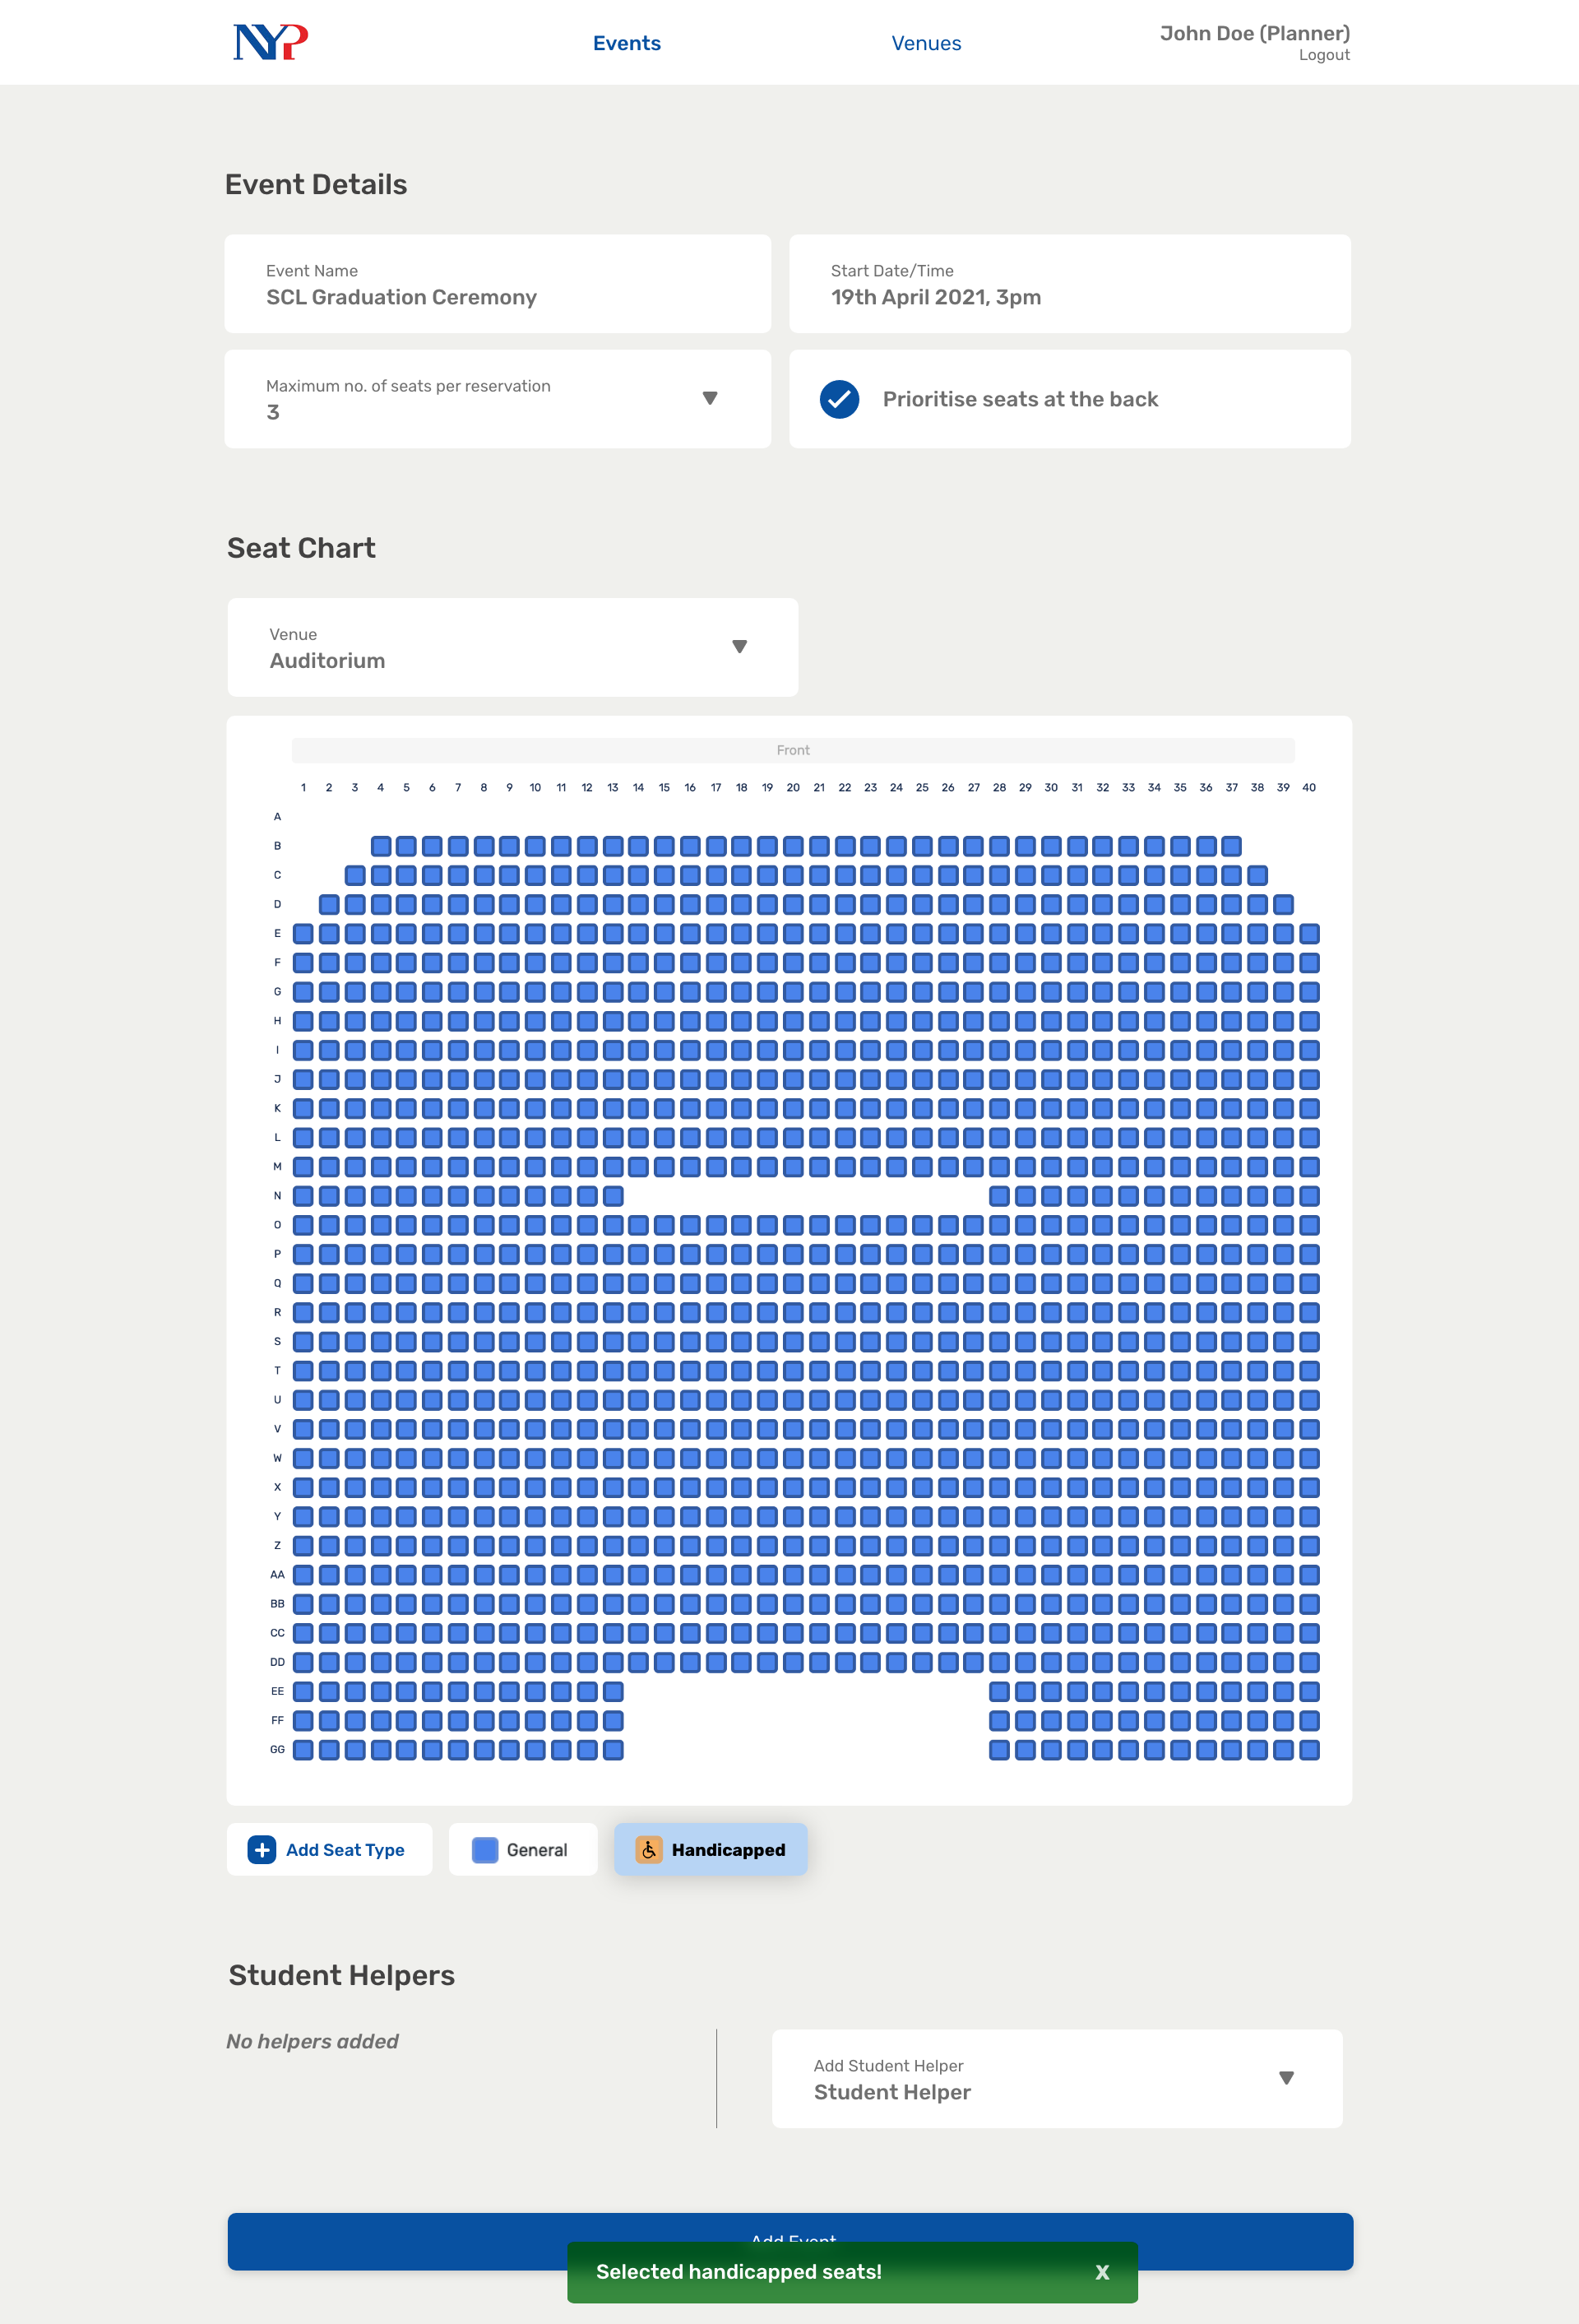 NYP
Events
Venues
John Doe (Planner)
Logout
Event Details
Event Name
SCL Graduation Ceremony
Start Date/Time
19th April 2021, 3pm
Maximum no. of seats per reservation
3
Prioritise seats at the back
Seat Chart
Venue
Auditorium
Front
1 2 3 4 5 6 7 8 9 10 11 12 13 14 15 16 17 18 19 20 21 22 23 24 25 26 27 28 29 30 31 32 33 34 35 36 37 38 39 40
A
B
C
D
E
F
G
H
I
J
K
L
M
N
O
P
Q
R
S
T
U
V
W
X
Y
Z
AA
BB
CC
DD
EE
FF
GG
Add Seat Type
General
Handicapped
Student Helpers
No helpers added
Add Student Helper
Student Helper
Add Event
Selected handicapped seats!
X